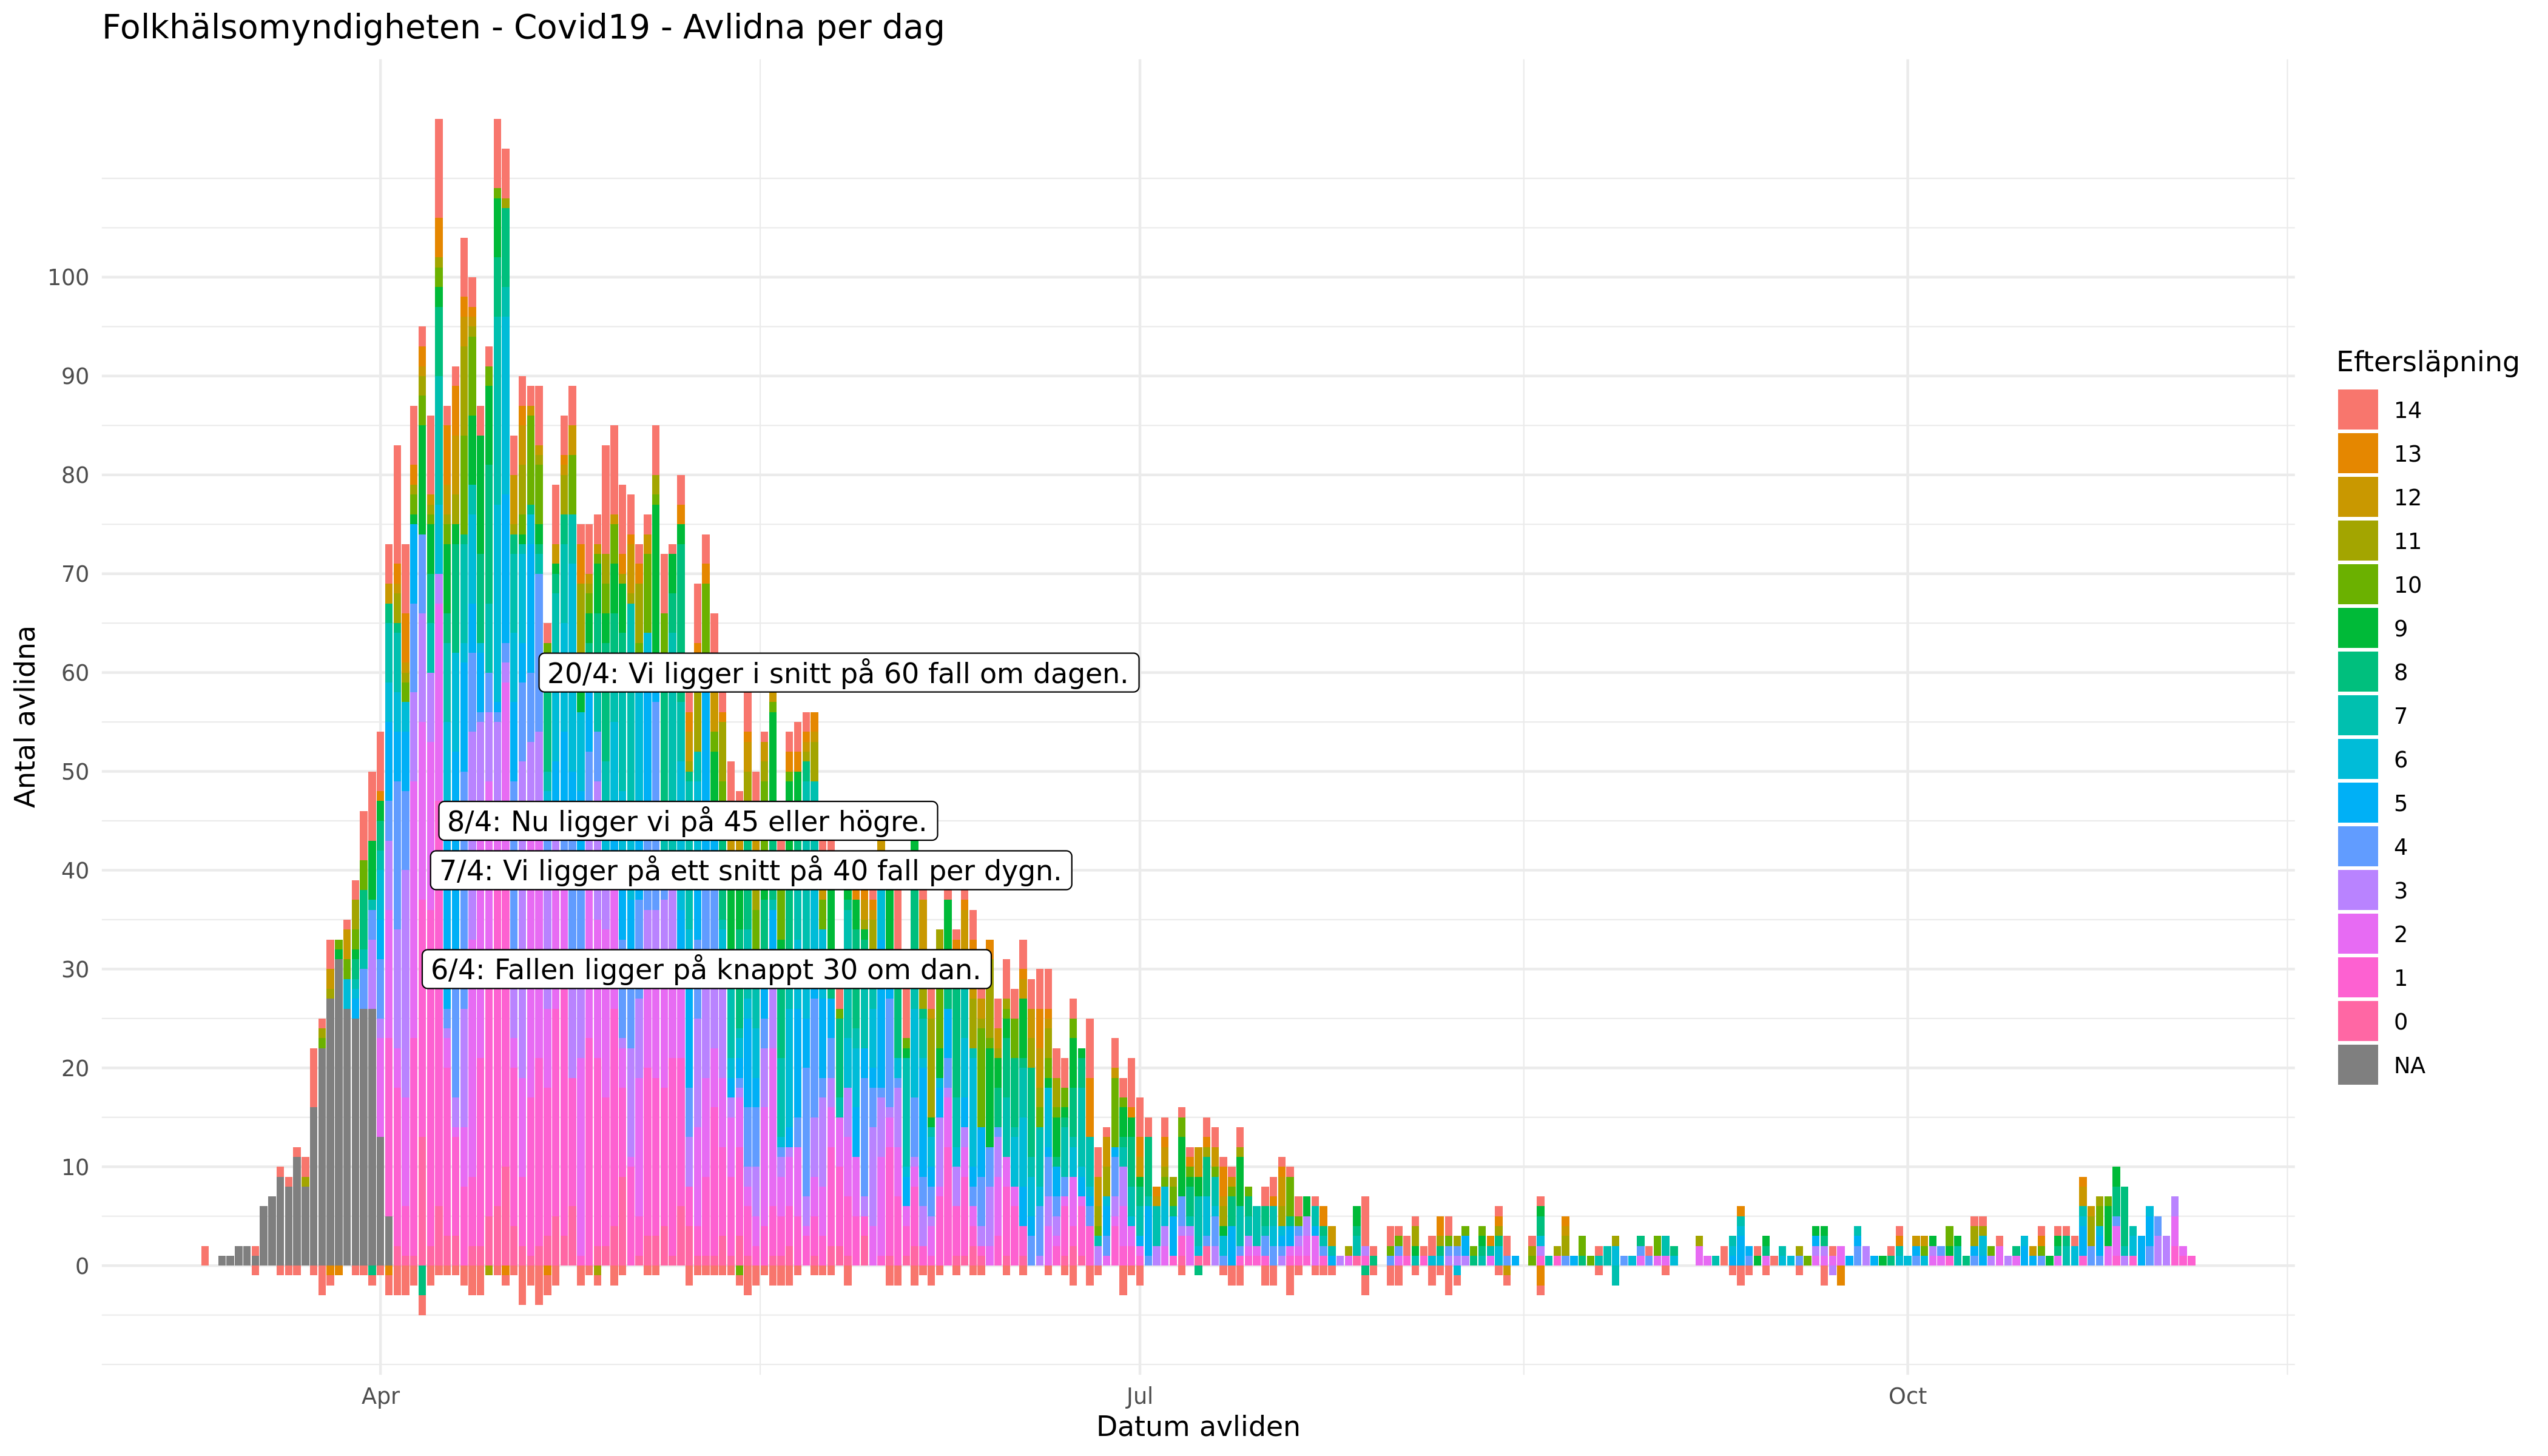 Folkhälsomyndigheten - Covid19 - Avlidna per dag
Antal avlidna
100
90
80
70
60
50
40
30
20
10
0
20/4: Vi ligger i snitt på 60 fall om dagen.
8/4: Nu ligger vi på 45 eller högre.
7/4: Vi ligger på ett snitt på 40 fall per dygn.
6/4: Fallen ligger på knappt 30 om dan.
Apr
Jul
Oct
Datum avliden
Eftersläpning
14
13
12
11
10
9
8
7
6
5
4
3
2
1
0
NA